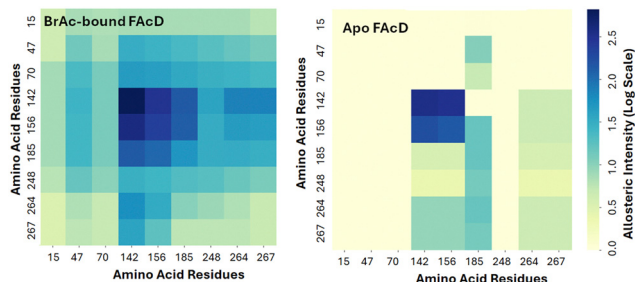 BrAc-bound FAcD
Amino Acid Residues
15
47
70
142
156
185
248
264
267
15 47 70 142 156 185 248 264 267
Amino Acid Residues
Apo FAcD
Amino Acid Residues
15
47
70
142
156
185
248
264
267
15 47 70 142 156 185 248 264 267
Amino Acid Residues
2.5
2.0
1.5
1.0
0.5
0.0
Allosteric Intensity (Log Scale)